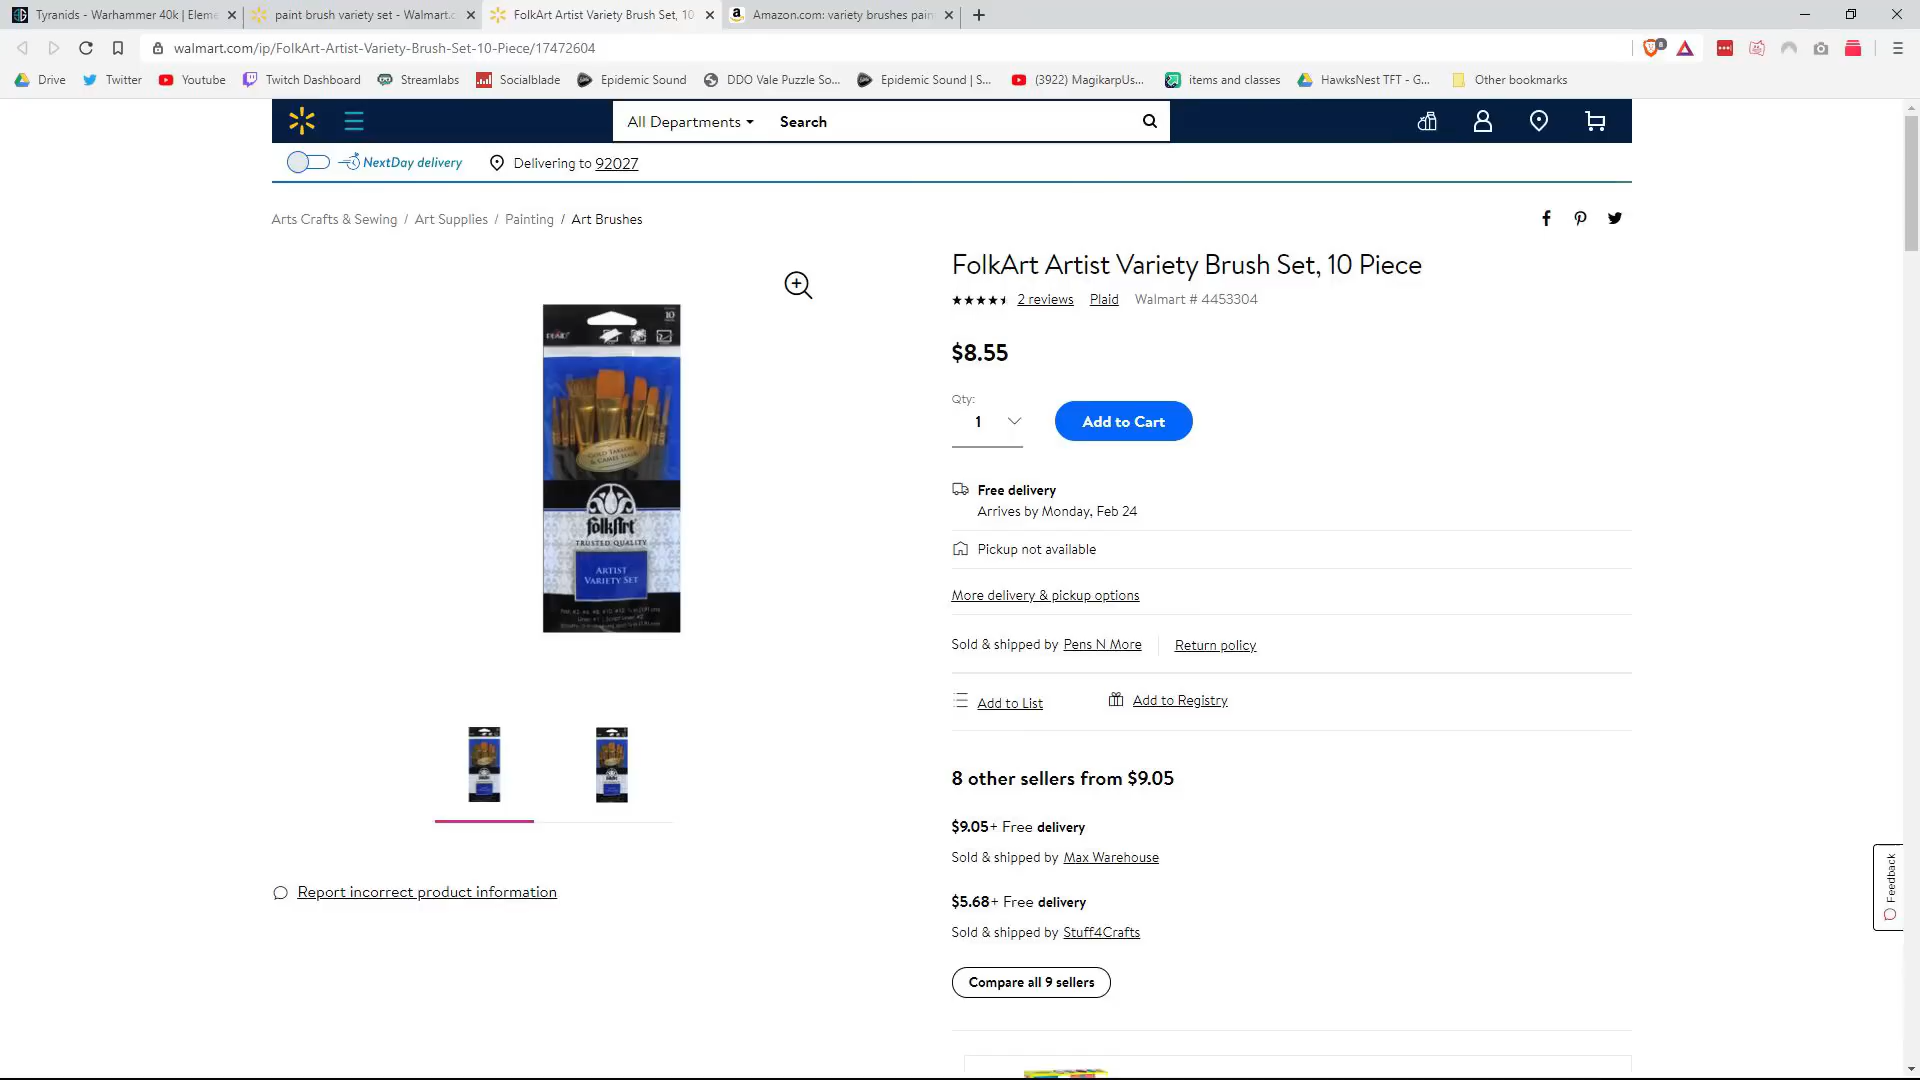 Tyranids - Warhammer 40k | Eleme
paint brush variety set - Walmart.c
FolkArt Artist Variety Brush Set, 10
Amazon.com: variety brushes pain
walmart.com/ip/FolkArt-Artist-Variety-Brush-Set-10-Piece/17472604
Drive
Twitter
Youtube
Twitch Dashboard
Streamlabs
Socialblade
Epidemic Sound
DDO Vale Puzzle So...
Epidemic Sound | S...
(3922) MagikarpUs...
items and classes
HawksNest TFT - G...
Other bookmarks
All Departments
Search
NextDay delivery
Delivering to 92027
Arts Crafts & Sewing / Art Supplies / Painting / Art Brushes
FolkArt Artist Variety Brush Set, 10 Piece
2 reviews Plaid Walmart # 4453304
$8.55
Qty:
1
Add to Cart
Free delivery
Arrives by Monday, Feb 24
Pickup not available
More delivery & pickup options
Sold & shipped by Pens N More
Return policy
Add to List
Add to Registry
8 other sellers from $9.05
$9.05+ Free delivery
Sold & shipped by Max Warehouse
$5.68+ Free delivery
Sold & shipped by Stuff4Crafts
Compare all 9 sellers
10
PLAID
GOLD TAKLON
& CAMEL HAIR
folkArt
TRUSTED QUALITY
ARTIST
VARIETY SET
Report incorrect product information
Feedback